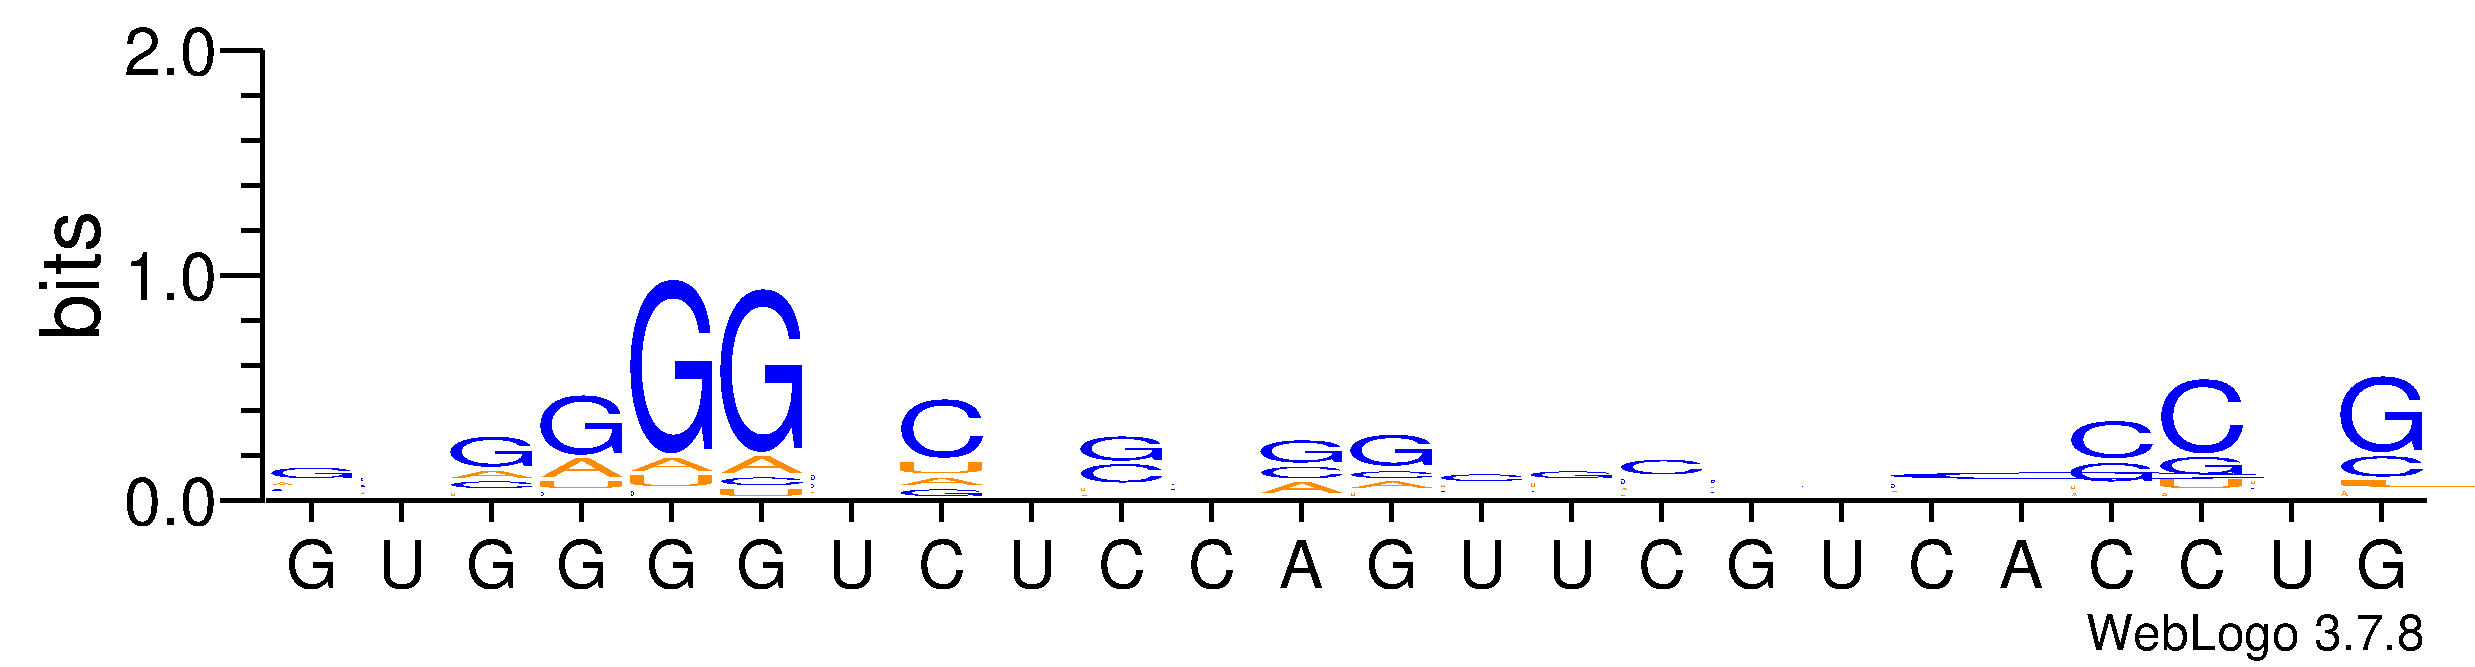 bits
2.0
1.0
0.0
G U G G G G U C U C C A G U U C G U C A C C U G
WebLogo 3.7.8